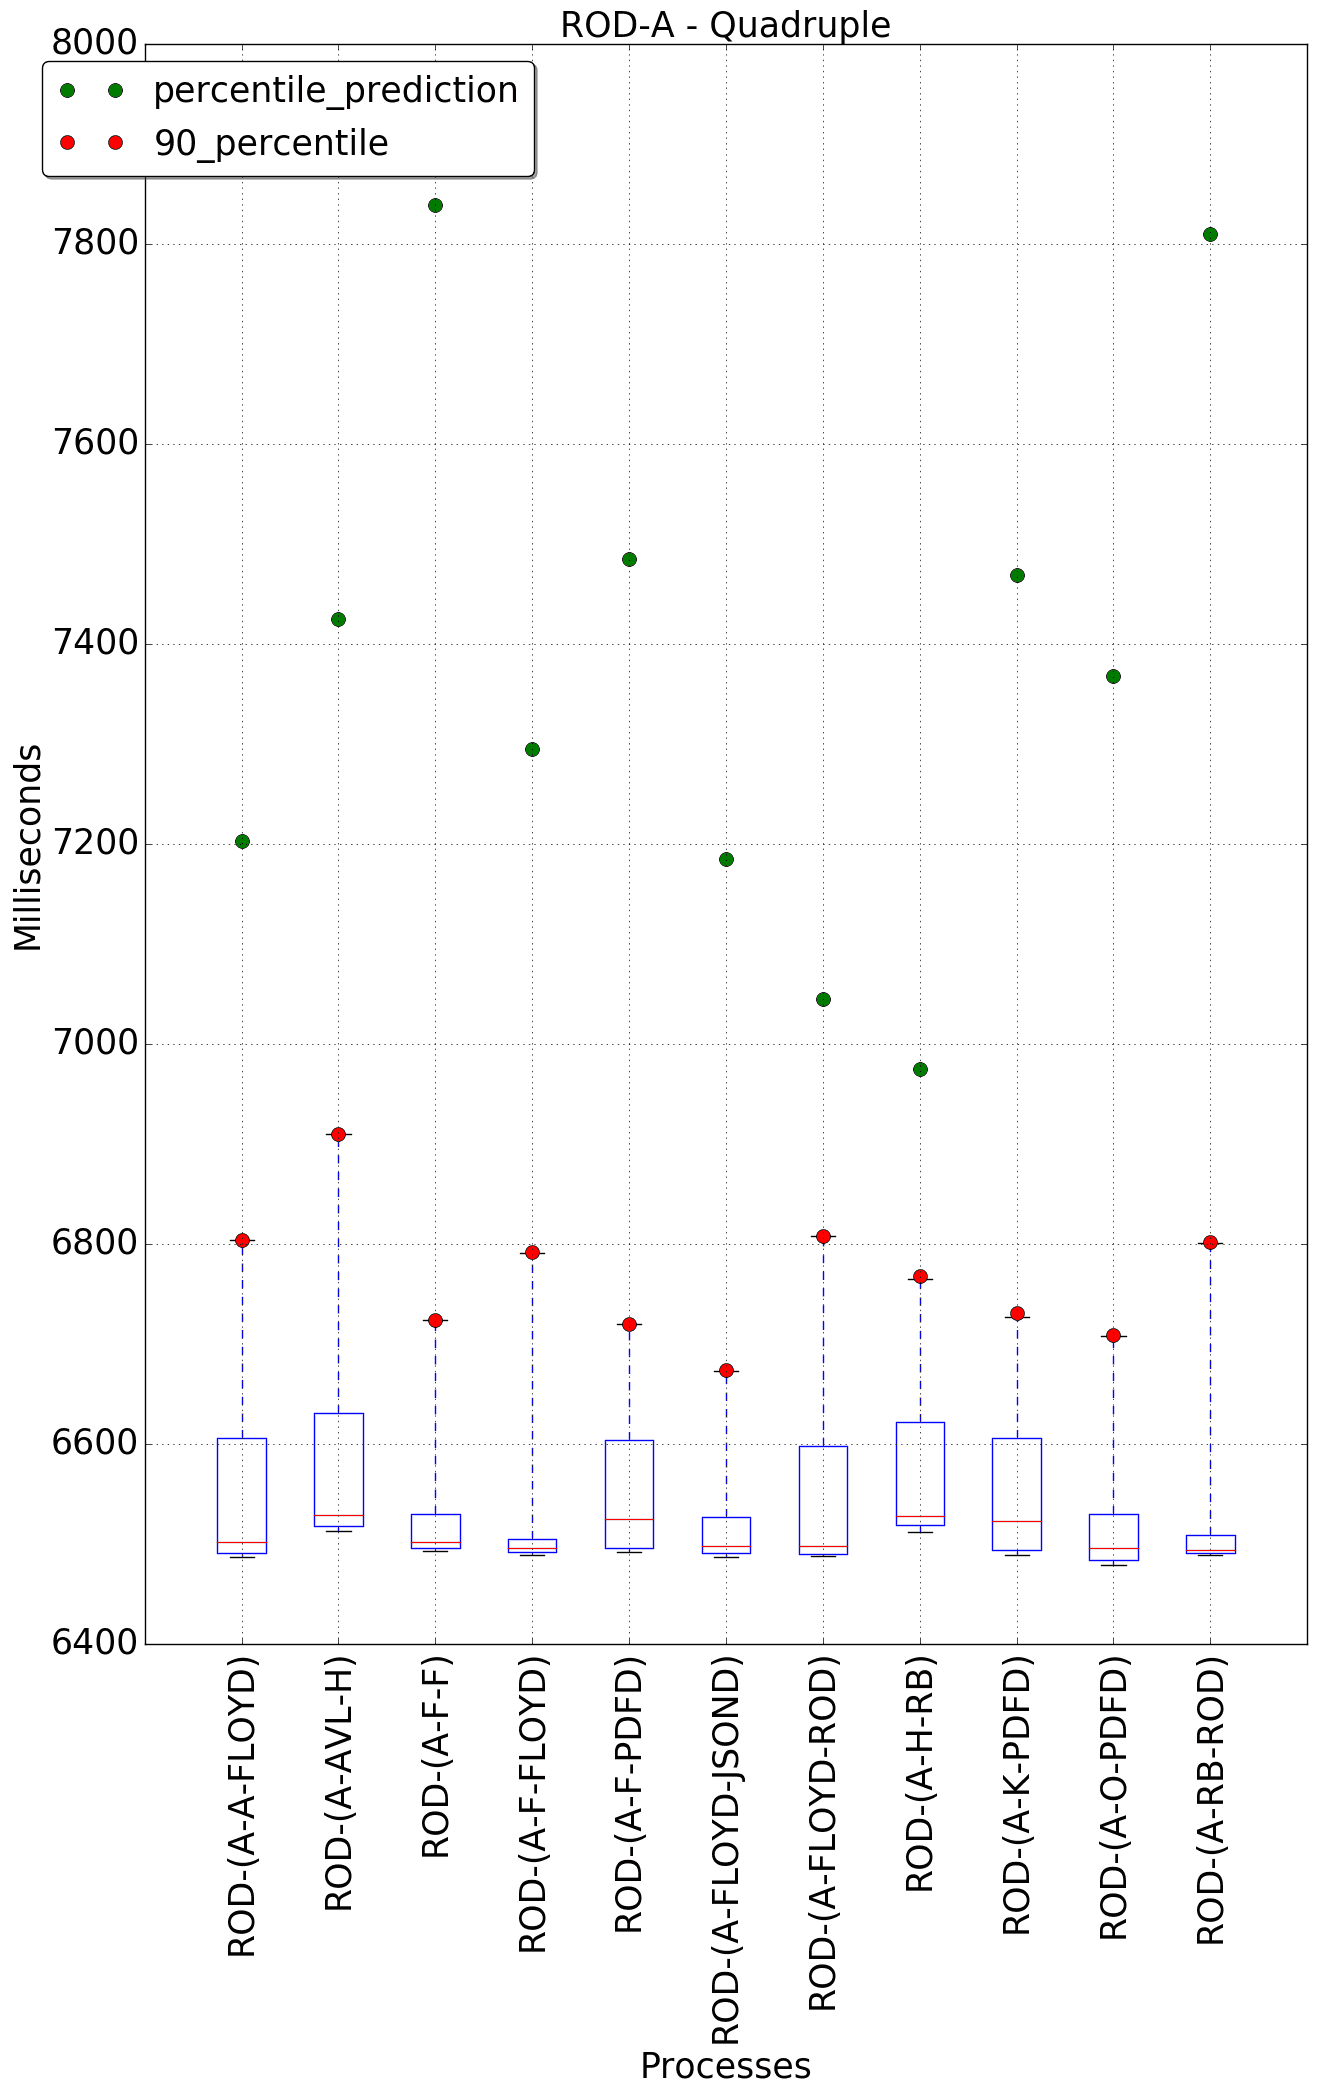 ROD-A - Quadruple
percentile_prediction
90_percentile
8000
7800
7600
7400
7200
7000
6800
6600
6400
Milliseconds
ROD-(A-A-FLOYD)
ROD-(A-AVL-H)
ROD-(A-F-F)
ROD-(A-F-FLOYD)
ROD-(A-F-PDFD)
ROD-(A-FLOYD-JSOND)
ROD-(A-FLOYD-ROD)
ROD-(A-H-RB)
ROD-(A-K-PDFD)
ROD-(A-O-PDFD)
ROD-(A-RB-ROD)
Processes